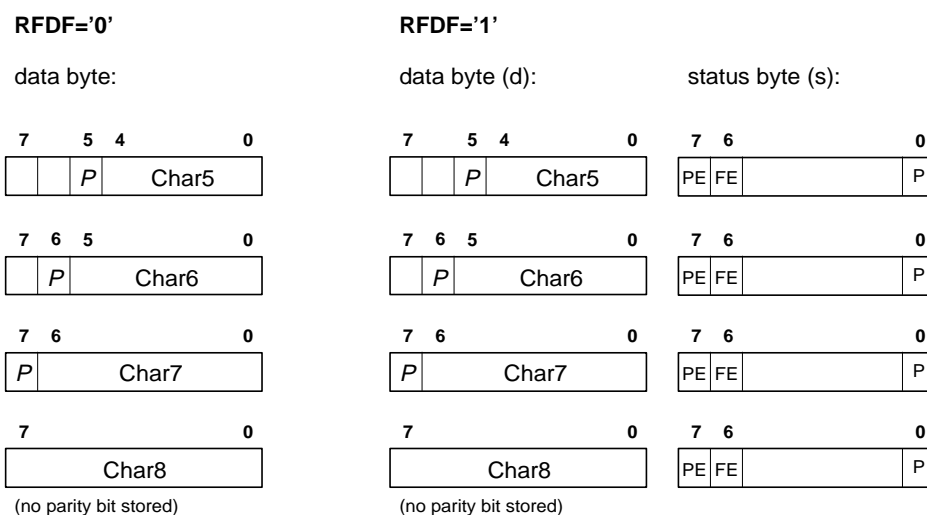 RFDF='0' RFDF='1'
data byte: data byte (d): status byte (s):
7 5 4 0 7 5 4 0 7 6 0
P Char5 P Char5 PE FE P
7 6 5 0 7 6 5 0 7 6 0
P Char6 P Char6 PE FE P
7 6 0 7 6 0 7 6 0
P Char7 P Char7 PE FE P
7 0 7 0 7 6 0
Char8 Char8 PE FE P
(no parity bit stored) (no parity bit stored)